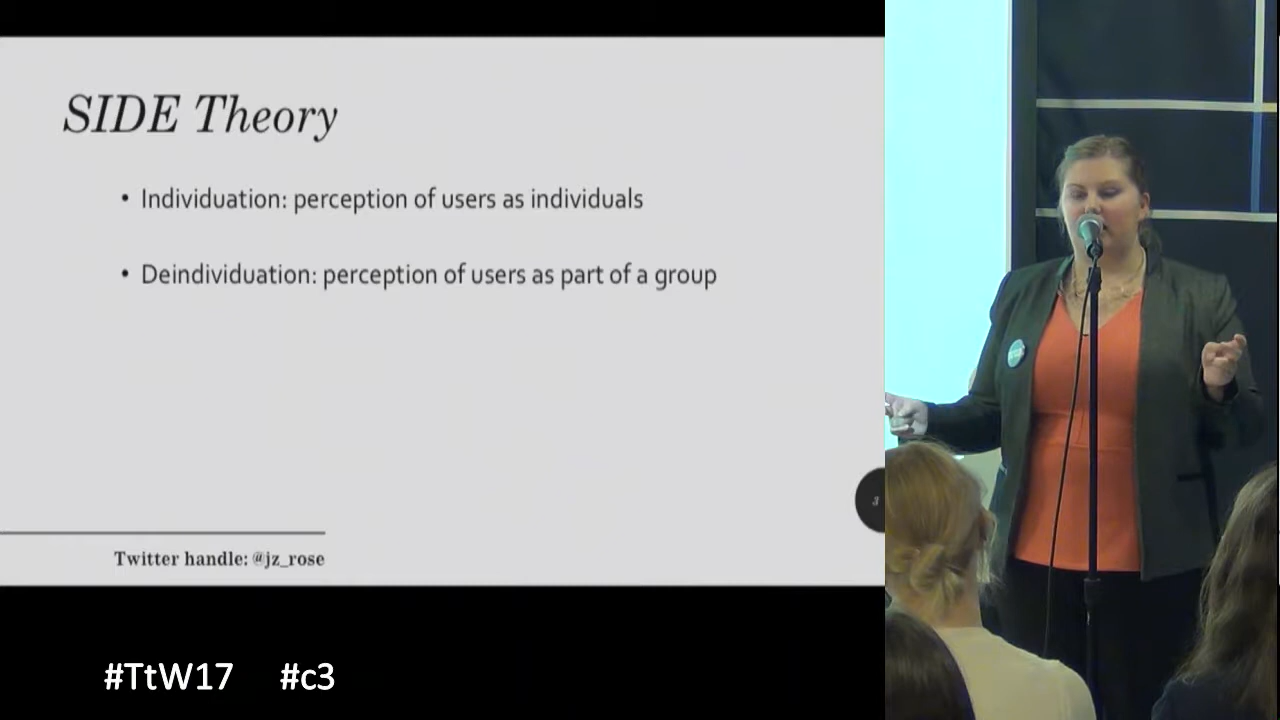 SIDE Theory
• Individuation: perception of users as individuals
• Deindividuation: perception of users as part of a group
Twitter handle: @jz_rose
#TtW17 #c3